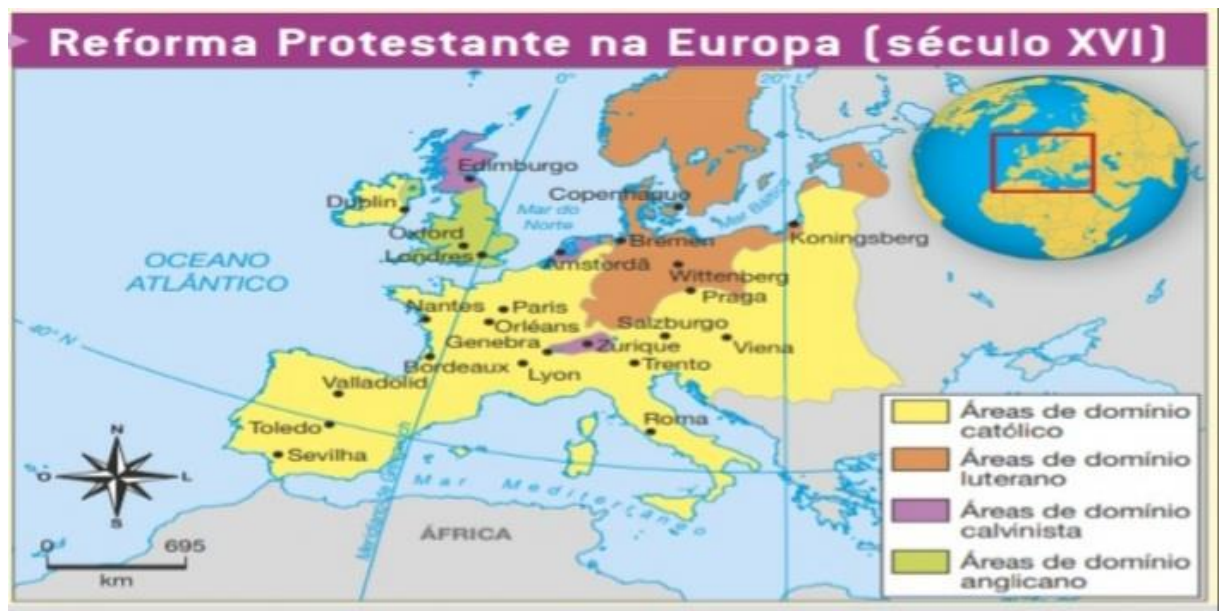 Reforma Protestante na Europa (século XVI)
0°
20° L
Edimburgo
Dublin
Copenhague
Mar do
Norte
Mar Báltico
Oxford
Bremen
Koningsberg
Londres
Amsterdã
OCEANO
ATLÂNTICO
Wittenberg
Praga
Nantes
Paris
Orléans
Salzburgo
Genebra
Zurique
Viena
40° N
Bordeaux
Lyon
Trento
Valladolid
Roma
Toledo
Sevilha
N
O
L
S
Mar Mediterrâneo
ÁFRICA
0
695
km
Áreas de domínio
católico
Áreas de domínio
luterano
Áreas de domínio
calvinista
Áreas de domínio
anglicano